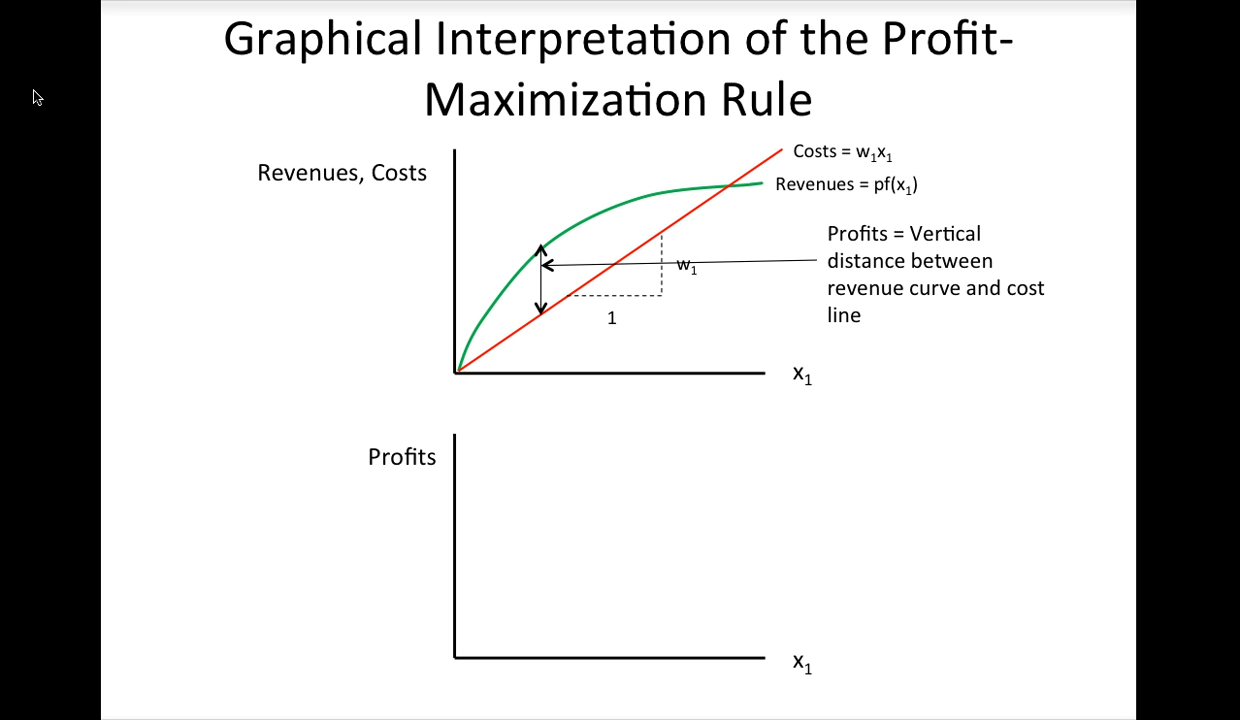 Graphical Interpretation of the Profit-
Maximization Rule
Revenues, Costs
Costs = w₁x₁
Revenues = pf(x₁)
Profits = Vertical
distance between
revenue curve and cost
line
w₁
1
x₁
Profits
x₁